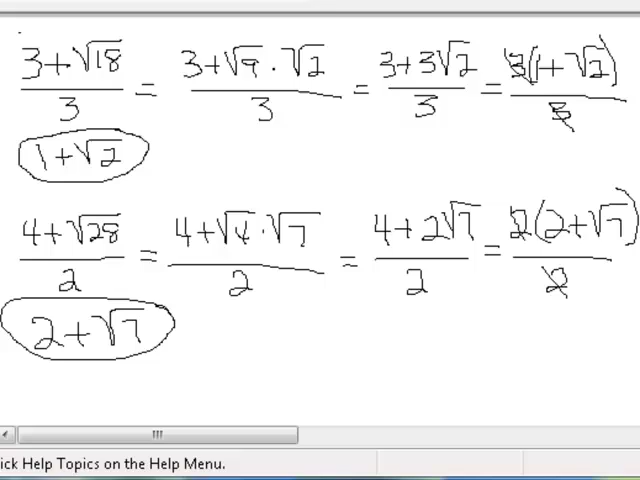 (3+√18)/3 = (3+√9·√2)/3 = (3+3√2)/3 = 3(1+√2)/3
1+√2
(4+√28)/2 = (4+√4·√7)/2 = (4+2√7)/2 = 2(2+√7)/2
2+√7
ick Help Topics on the Help Menu.